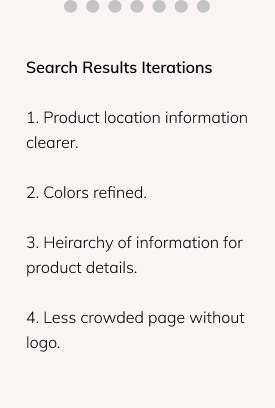 Search Results Iterations
1. Product location information
clearer.
2. Colors refined.
3. Heirarchy of information for
product details.
4. Less crowded page without
logo.